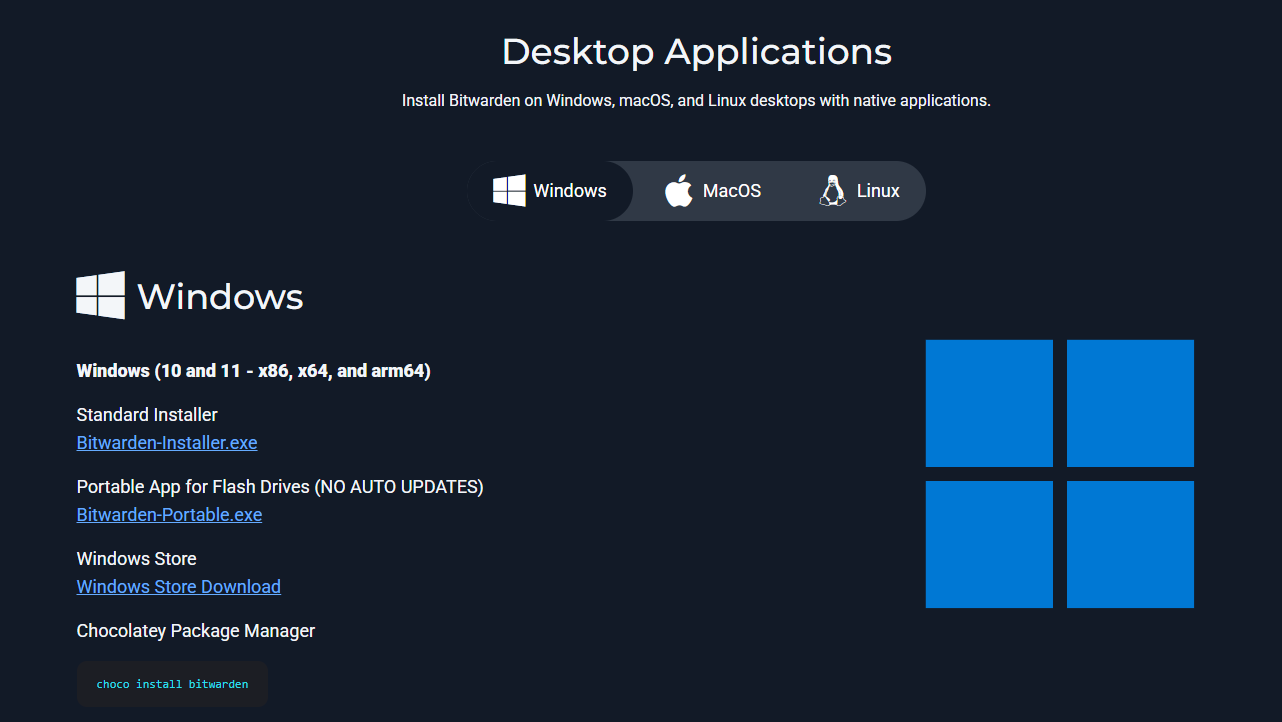 Desktop Applications
Install Bitwarden on Windows, macOS, and Linux desktops with native applications.
Windows
MacOS
Linux
Windows
Windows (10 and 11 - x86, x64, and arm64)
Standard Installer
Bitwarden-Installer.exe
Portable App for Flash Drives (NO AUTO UPDATES)
Bitwarden-Portable.exe
Windows Store
Windows Store Download
Chocolatey Package Manager
choco install bitwarden